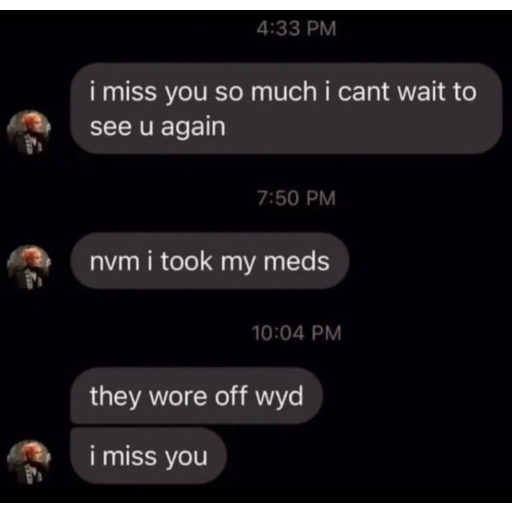 4:33 PM
i miss you so much i cant wait to
see u again
7:50 PM
nvm i took my meds
10:04 PM
they wore off wyd
i miss you